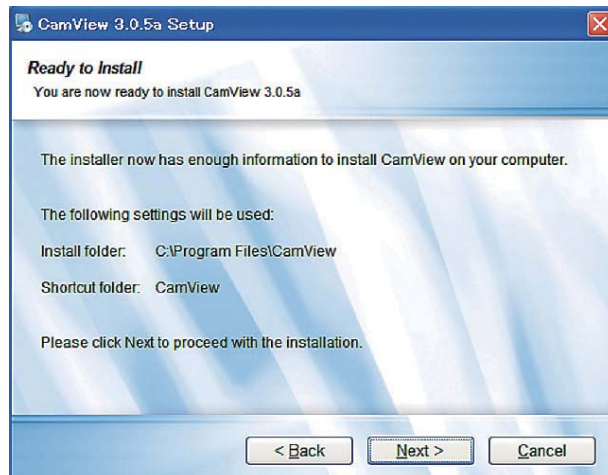 CamView 3.0.5a Setup
Ready to Install
You are now ready to install CamView 3.0.5a
The installer now has enough information to install CamView on your computer.
The following settings will be used:
Install folder: C:\Program Files\CamView
Shortcut folder: CamView
Please click Next to proceed with the installation.
< Back Next > Cancel